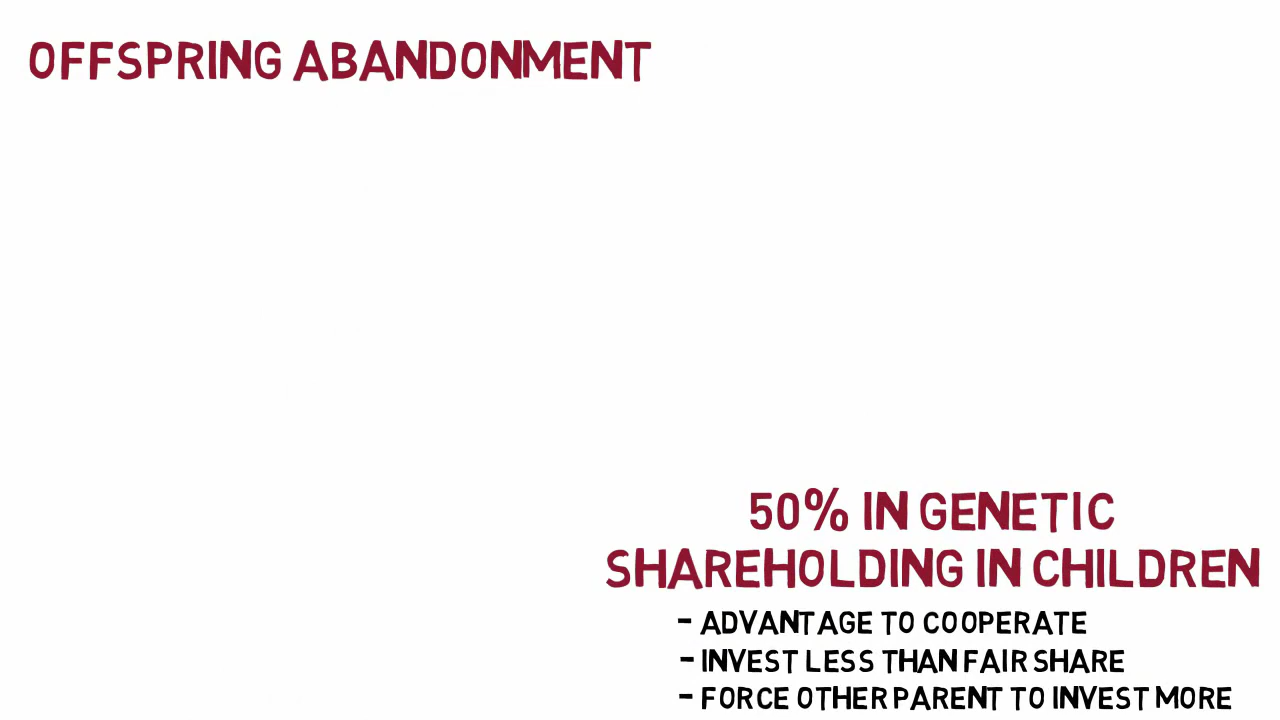 OFFSPRING ABANDONMENT
50% IN GENETIC
SHAREHOLDING IN CHILDREN
- ADVANTAGE TO COOPERATE
- INVEST LESS THAN FAIR SHARE
- FORCE OTHER PARENT TO INVEST MORE